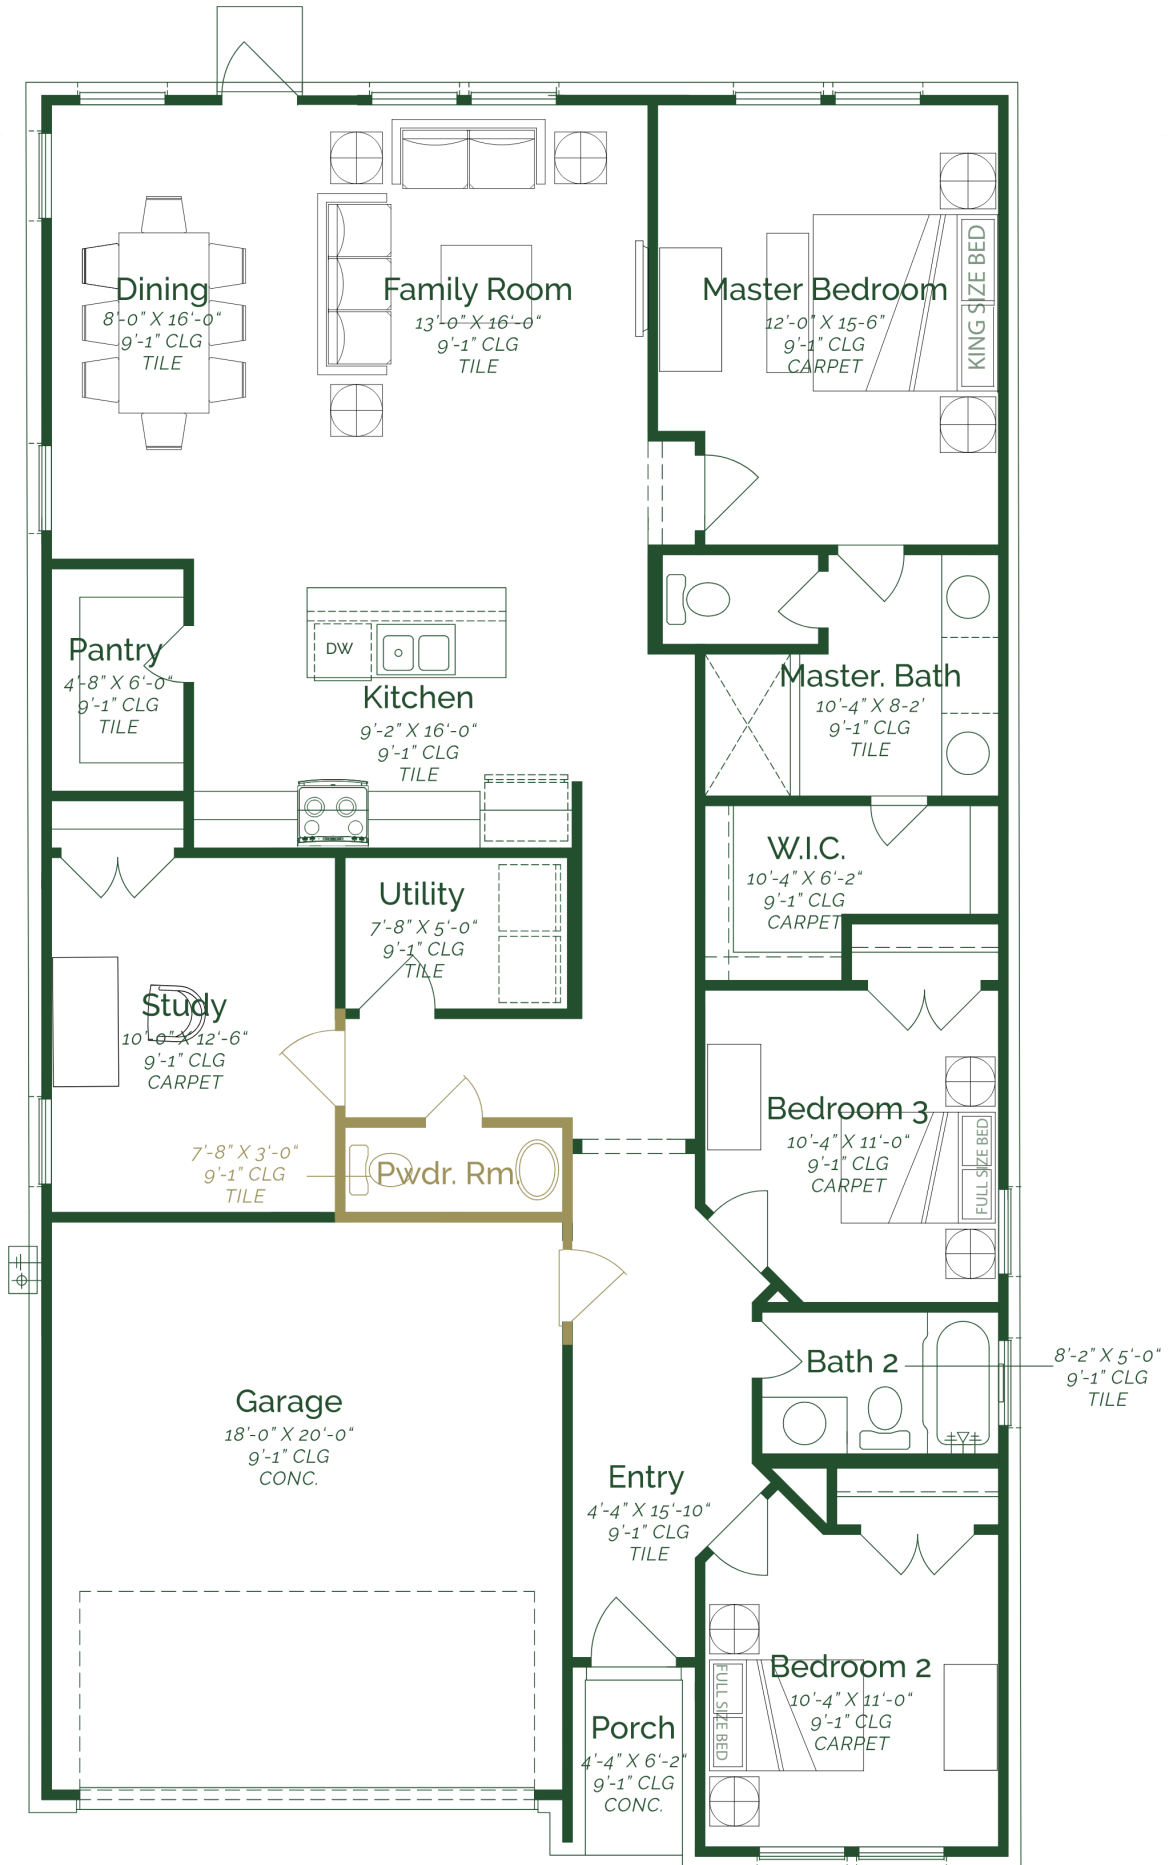 Dining
8'-0" X 16'-0"
9'-1" CLG
TILE
Family Room
13'-0" X 16'-0"
9'-1" CLG
TILE
Master Bedroom
12'-0" X 15-6"
9'-1" CLG
CARPET
KING SIZE BED
Pantry
4'-8" X 6'-0"
9'-1" CLG
TILE
DW
Kitchen
9'-2" X 16'-0"
9'-1" CLG
TILE
Master. Bath
10'-4" X 8-2'
9'-1" CLG
TILE
W.I.C.
10'-4" X 6'-2"
9'-1" CLG
CARPET
Utility
7'-8" X 5'-0"
9'-1" CLG
TILE
Study
10'-0" X 12'-6"
9'-1" CLG
CARPET
Bedroom 3
10'-4" X 11'-0"
9'-1" CLG
CARPET
FULL SIZE BED
7'-8" X 3'-0"
9'-1" CLG
TILE
Pwdr. Rm.
Bath 2
8'-2" X 5'-0"
9'-1" CLG
TILE
Garage
18'-0" X 20'-0"
9'-1" CLG
CONC.
Entry
4'-4" X 15'-10"
9'-1" CLG
TILE
Bedroom 2
10'-4" X 11'-0"
9'-1" CLG
CARPET
FULL SIZE BED
Porch
4'-4" X 6'-2"
9'-1" CLG
CONC.